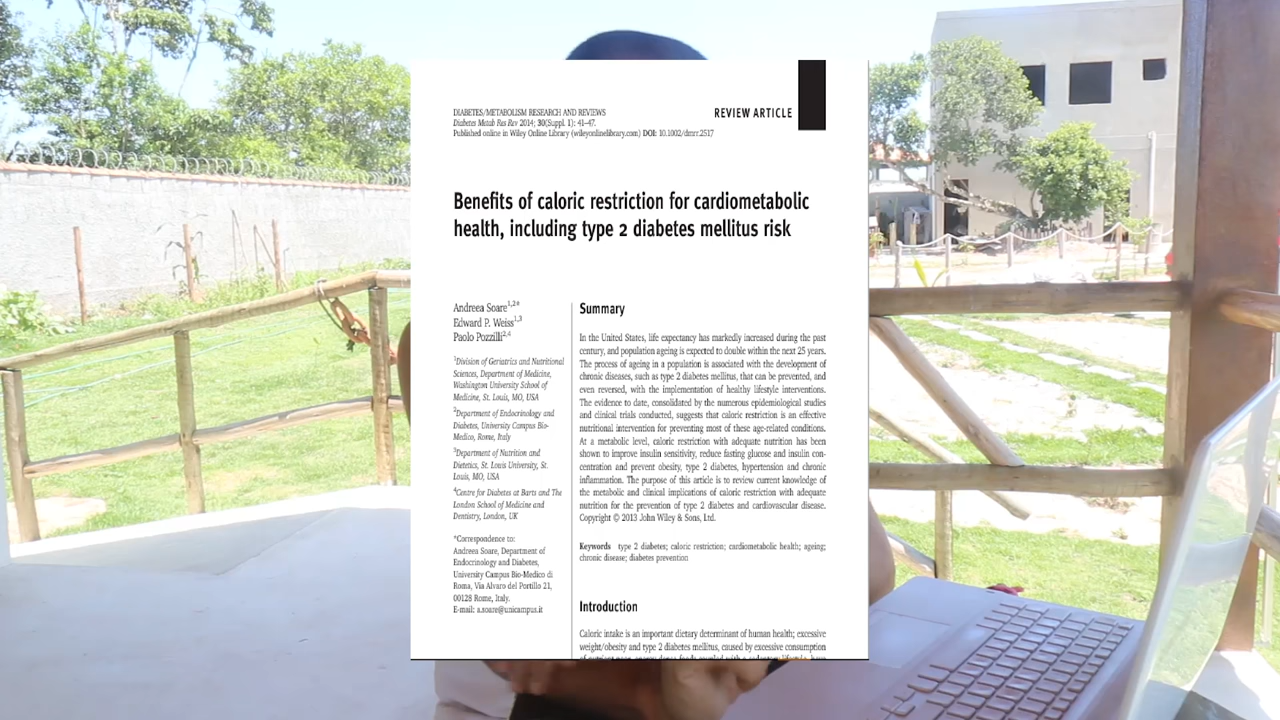 DIABETES/METABOLISM RESEARCH AND REVIEWS
Diabetes Metab Res Rev 2014; 30(Suppl. 1): 41–47.
Published online in Wiley Online Library (wileyonlinelibrary.com) DOI: 10.1002/dmrr.2517
REVIEW ARTICLE
Benefits of caloric restriction for cardiometabolic
health, including type 2 diabetes mellitus risk
Andreea Soare1,2*
Edward P. Weiss1,3
Paolo Pozzilli2,4
1Division of Geriatrics and Nutritional
Sciences, Department of Medicine,
Washington University School of
Medicine, St. Louis, MO, USA
2Department of Endocrinology and
Diabetes, University Campus Bio-
Medico, Rome, Italy
3Department of Nutrition and
Dietetics, St. Louis University, St.
Louis, MO, USA
4Centre for Diabetes at Barts and The
London School of Medicine and
Dentistry, London, UK
*Correspondence to:
Andreea Soare, Department of
Endocrinology and Diabetes,
University Campus Bio-Medico di
Roma, Via Alvaro del Portillo 21,
00128 Rome, Italy.
E-mail: a.soare@unicampus.it
Summary
In the United States, life expectancy has markedly increased during the past
century, and population ageing is expected to double within the next 25 years.
The process of ageing in a population is associated with the development of
chronic diseases, such as type 2 diabetes mellitus, that can be prevented, and
even reversed, with the implementation of healthy lifestyle interventions.
The evidence to date, consolidated by the numerous epidemiological studies
and clinical trials conducted, suggests that caloric restriction is an effective
nutritional intervention for preventing most of these age-related conditions.
At a metabolic level, caloric restriction with adequate nutrition has been
shown to improve insulin sensitivity, reduce fasting glucose and insulin con-
centration and prevent obesity, type 2 diabetes, hypertension and chronic
inflammation. The purpose of this article is to review current knowledge of
the metabolic and clinical implications of caloric restriction with adequate
nutrition for the prevention of type 2 diabetes and cardiovascular disease.
Copyright © 2013 John Wiley & Sons, Ltd.
Keywords type 2 diabetes; caloric restriction; cardiometabolic health; ageing;
chronic disease; diabetes prevention
Introduction
Caloric intake is an important dietary determinant of human health; excessive
weight/obesity and type 2 diabetes mellitus, caused by excessive consumption